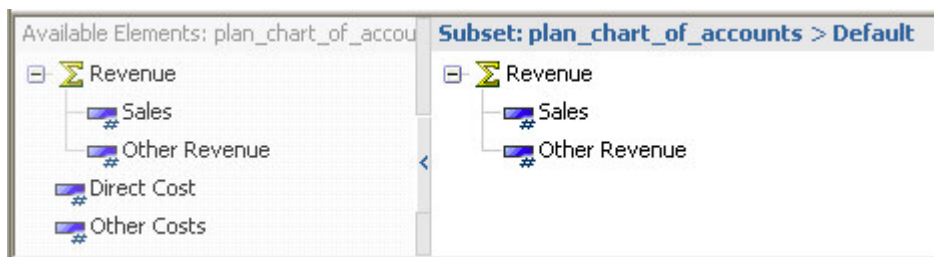 Available Elements: plan_chart_of_accou
Revenue
Sales
Other Revenue
Direct Cost
Other Costs
Subset: plan_chart_of_accounts > Default
Revenue
Sales
Other Revenue